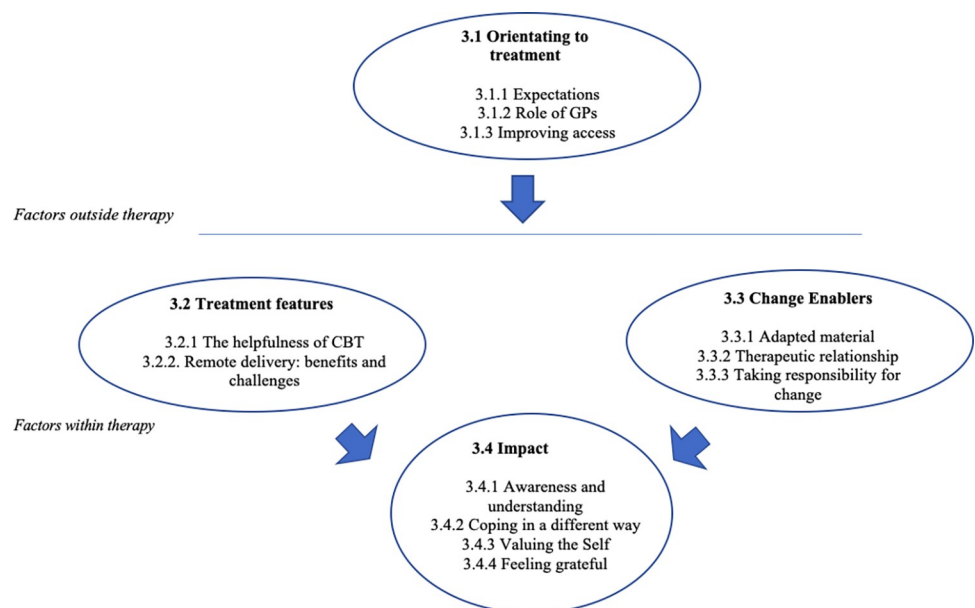 3.1 Orientating to
treatment
3.1.1 Expectations
3.1.2 Role of GPs
3.1.3 Improving access
Factors outside therapy
3.2 Treatment features
3.2.1 The helpfulness of CBT
3.2.2. Remote delivery: benefits and
challenges
3.3 Change Enablers
3.3.1 Adapted material
3.3.2 Therapeutic relationship
3.3.3 Taking responsibility for
change
Factors within therapy
3.4 Impact
3.4.1 Awareness and
understanding
3.4.2 Coping in a different way
3.4.3 Valuing the Self
3.4.4 Feeling grateful